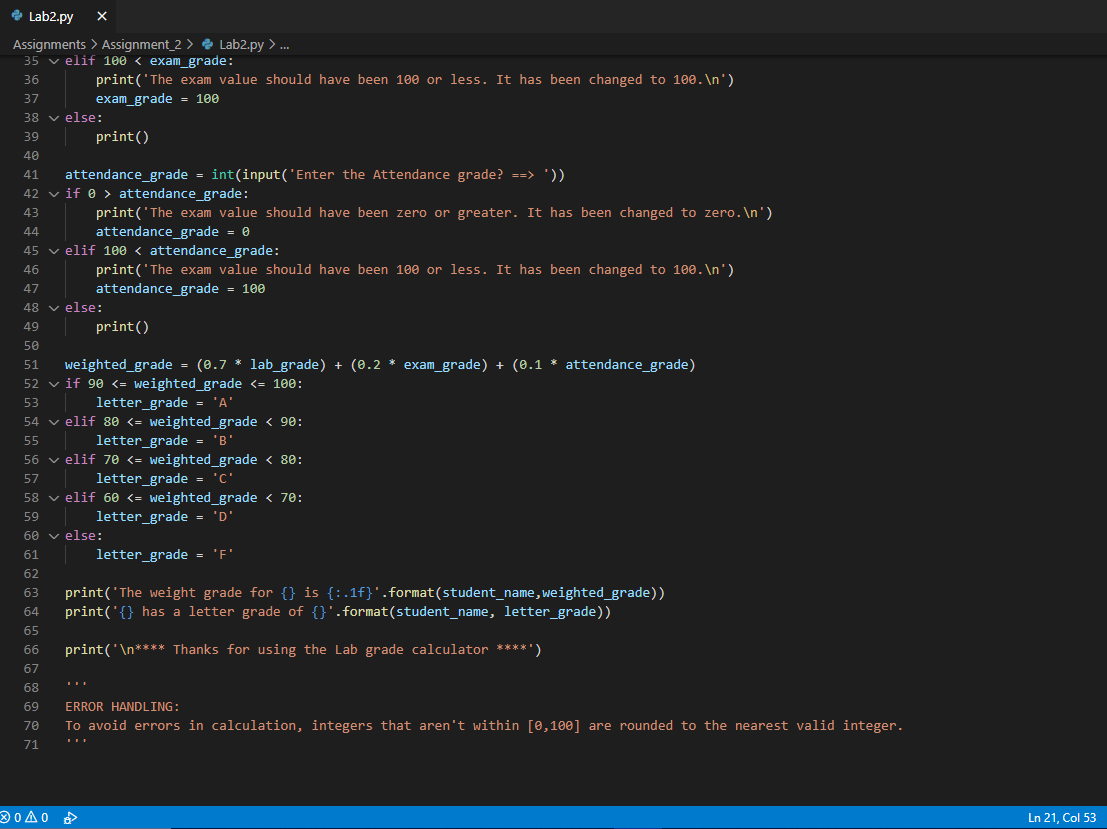 Lab2.py ×
Assignments > Assignment_2 > Lab2.py > ...
35 elif 100 < exam_grade:
36     print('The exam value should have been 100 or less. It has been changed to 100.\n')
37     exam_grade = 100
38 else:
39     print()
40
41 attendance_grade = int(input('Enter the Attendance grade? ==> '))
42 if 0 > attendance_grade:
43     print('The exam value should have been zero or greater. It has been changed to zero.\n')
44     attendance_grade = 0
45 elif 100 < attendance_grade:
46     print('The exam value should have been 100 or less. It has been changed to 100.\n')
47     attendance_grade = 100
48 else:
49     print()
50
51 weighted_grade = (0.7 * lab_grade) + (0.2 * exam_grade) + (0.1 * attendance_grade)
52 if 90 <= weighted_grade <= 100:
53     letter_grade = 'A'
54 elif 80 <= weighted_grade < 90:
55     letter_grade = 'B'
56 elif 70 <= weighted_grade < 80:
57     letter_grade = 'C'
58 elif 60 <= weighted_grade < 70:
59     letter_grade = 'D'
60 else:
61     letter_grade = 'F'
62
63 print('The weight grade for {} is {:.1f}'.format(student_name,weighted_grade))
64 print('{} has a letter grade of {}'.format(student_name, letter_grade))
65
66 print('\n**** Thanks for using the Lab grade calculator ****')
67
68 '''
69 ERROR HANDLING:
70 To avoid errors in calculation, integers that aren't within [0,100] are rounded to the nearest valid integer.
71 '''
0 0 Ln 21, Col 53